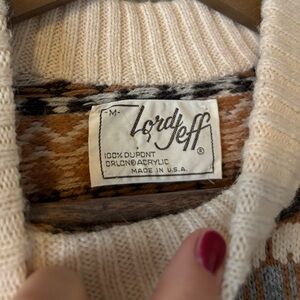 -M-
Lord Jeff ®
100% DUPONT
ORLON® ACRYLIC
MADE IN U.S.A.